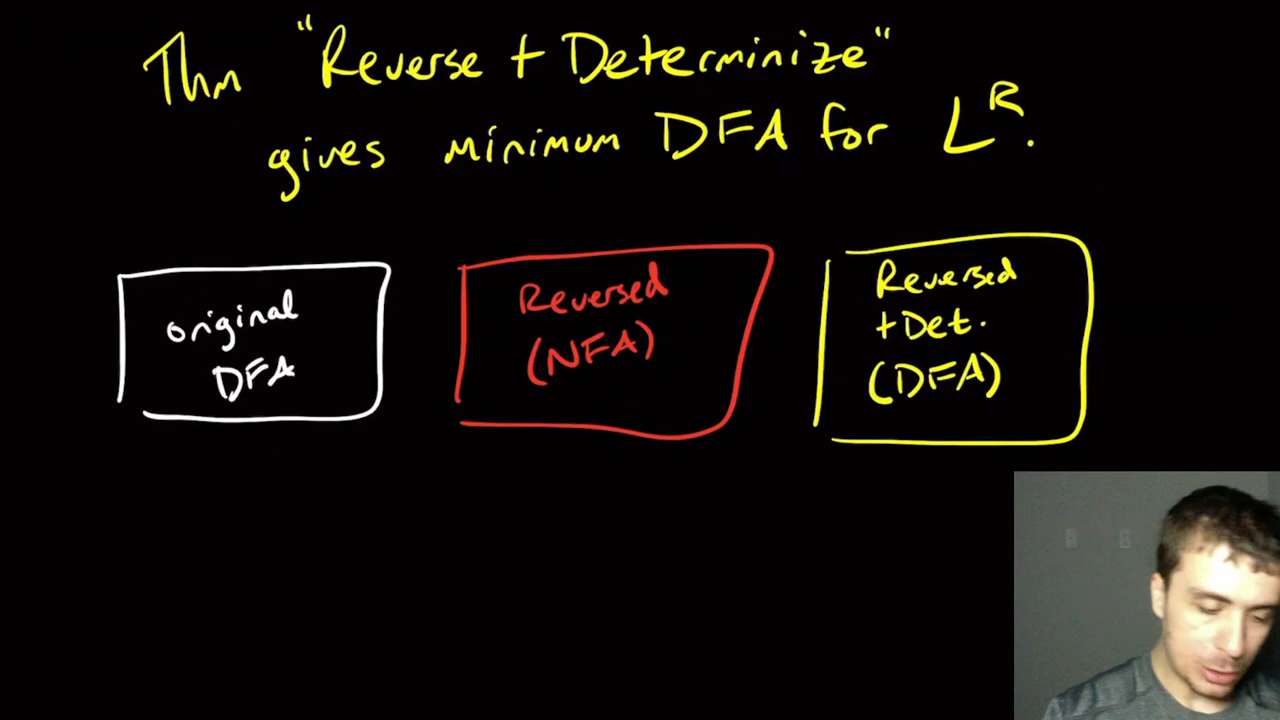 Thm "Reverse + Determinize"
gives minimum DFA for L^R.
original
DFA
Reversed
(NFA)
Reversed
+Det.
(DFA)